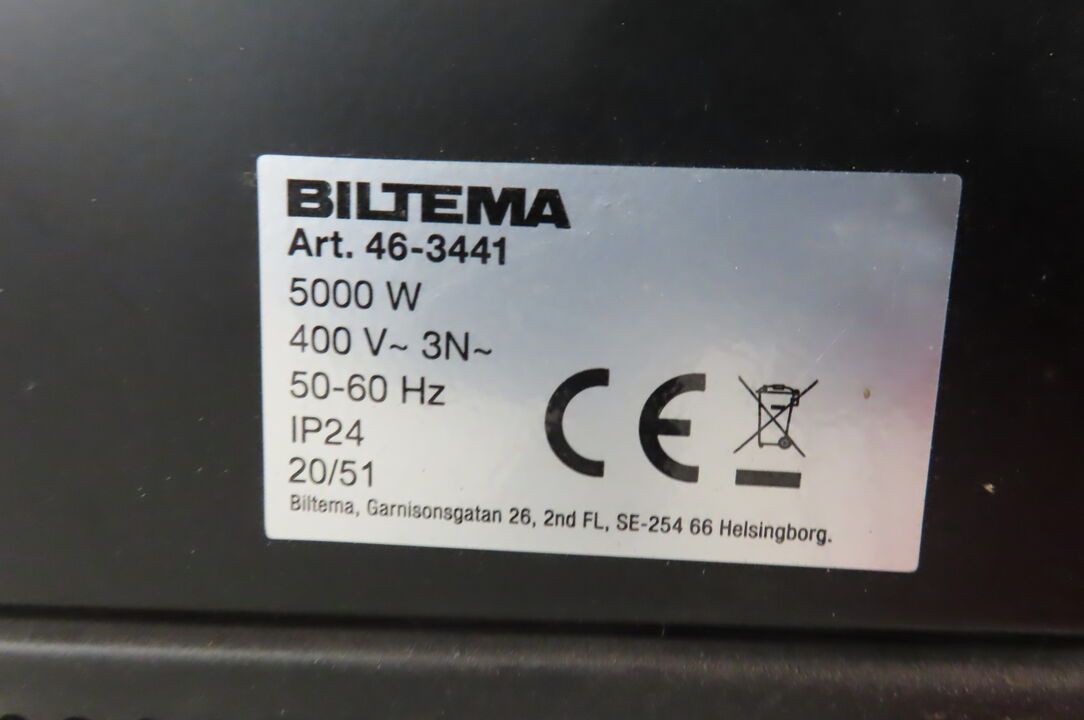 BILTEMA
Art. 46-3441
5000 W
400 V~ 3N~
50-60 Hz
IP24
20/51
CE
Biltema, Garnisonsgatan 26, 2nd FL, SE-254 66 Helsingborg.